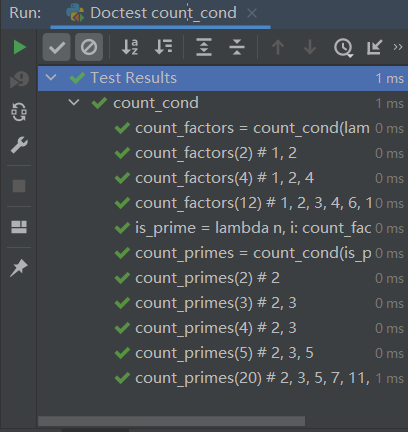 Run: Doctest count_cond
Test Results 1 ms
count_cond 1 ms
count_factors = count_cond(lam 0 ms
count_factors(2) # 1, 2 0 ms
count_factors(4) # 1, 2, 4 0 ms
count_factors(12) # 1, 2, 3, 4, 6, 1 0 ms
is_prime = lambda n, i: count_fac 0 ms
count_primes = count_cond(is_p 0 ms
count_primes(2) # 2 0 ms
count_primes(3) # 2, 3 0 ms
count_primes(4) # 2, 3 0 ms
count_primes(5) # 2, 3, 5 0 ms
count_primes(20) # 2, 3, 5, 7, 11, 0 ms